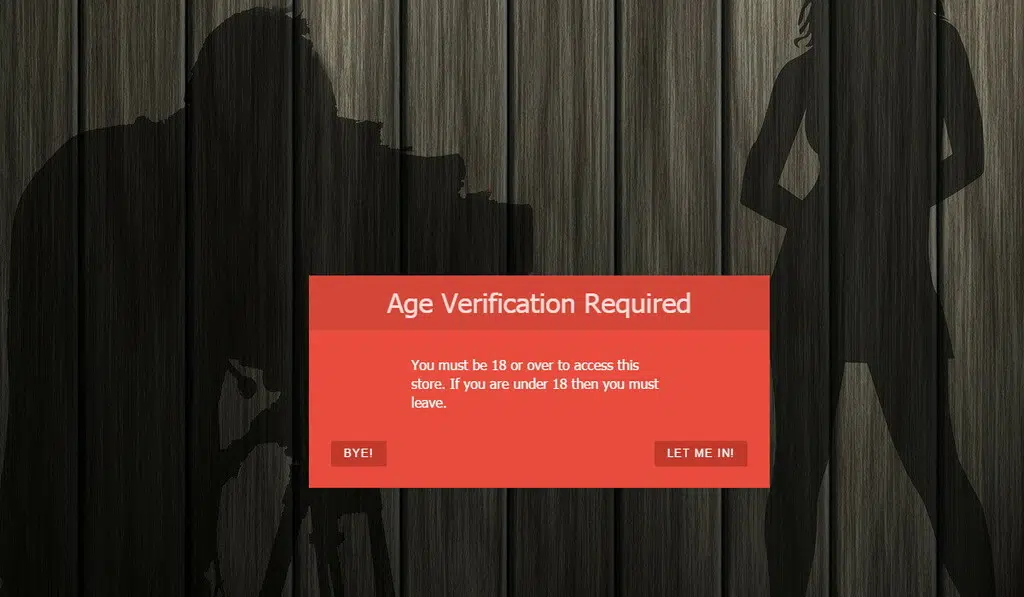 Age Verification Required
You must be 18 or over to access this
store. If you are under 18 then you must
leave.
BYE!
LET ME IN!